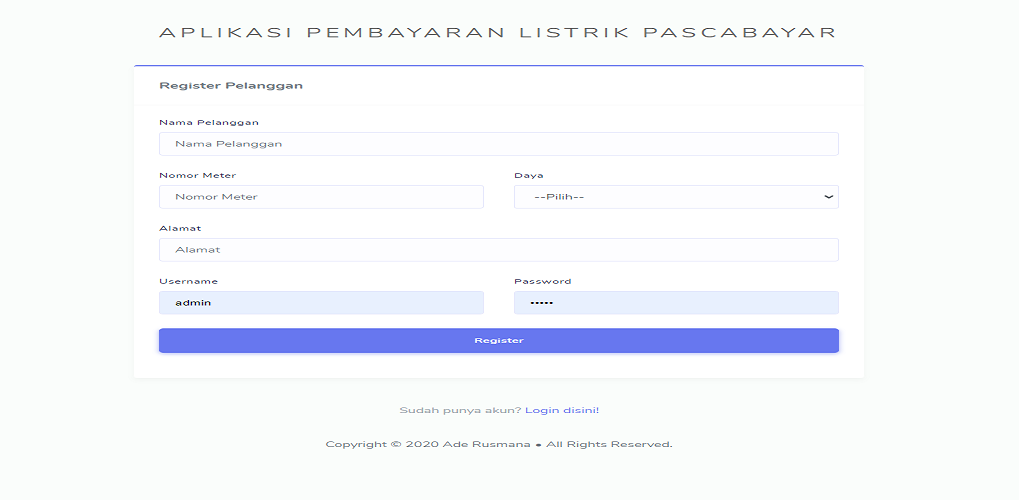 APLIKASI PEMBAYARAN LISTRIK PASCABAYAR
Register Pelanggan
Nama Pelanggan
Nama Pelanggan
Nomor Meter
Daya
Nomor Meter
--Pilih--
Alamat
Alamat
Username
Password
admin
•••••
Register
Sudah punya akun? Login disini!
Copyright © 2020 Ade Rusmana • All Rights Reserved.